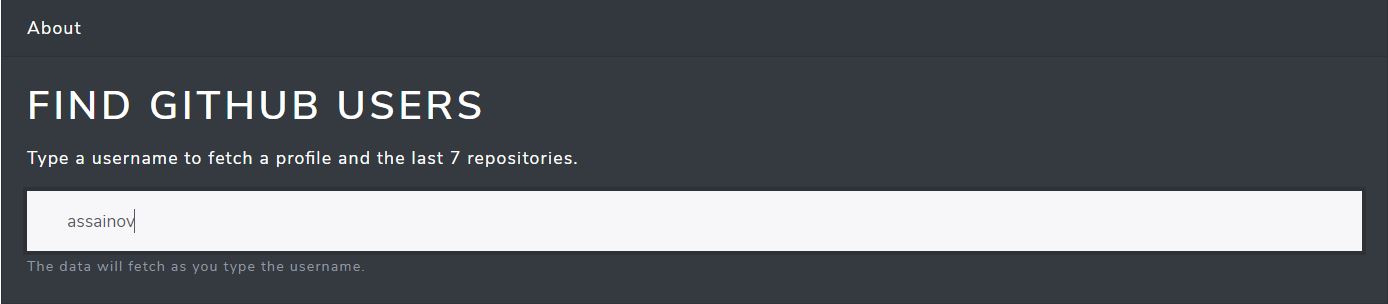 About
FIND GITHUB USERS
Type a username to fetch a profile and the last 7 repositories.
assainov
The data will fetch as you type the username.